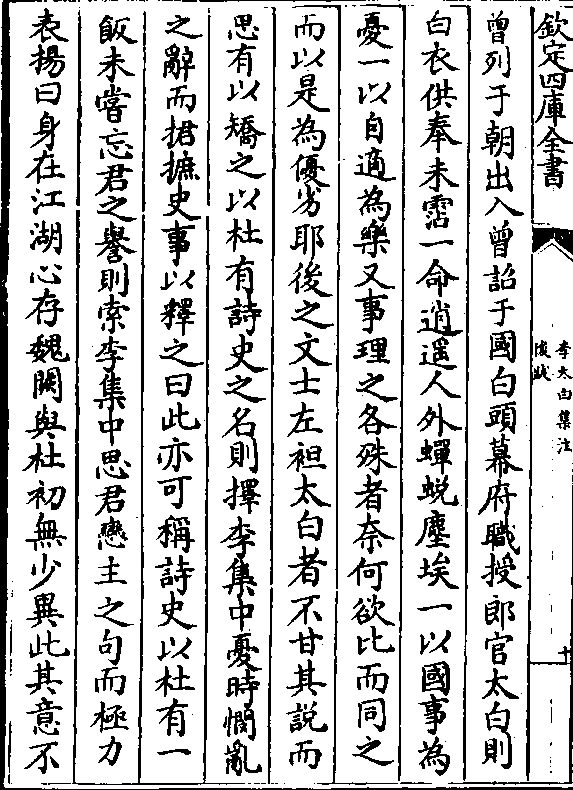 欽定四庫全書
李太白集注
後跋
十
曾列于朝出入曾詔于國白頭幕府職授郎官太白則
白衣供奉未霑一命逍遥人外蟬蜕塵埃一以國事為
憂一以自適為樂又事理之各殊者奈何欲比而同之
而以是為優劣耶後之文士左袒太白者不甘其說而
思有以矯之以杜有詩史之名則擇李集中憂時憫亂
之辭而捃摭史事以釋之曰此亦可稱詩史以杜有一
飯未嘗忘君之譽則索李集中思君戀主之句而極力
表揚曰身在江湖心存魏闕與杜初無少異此其意不